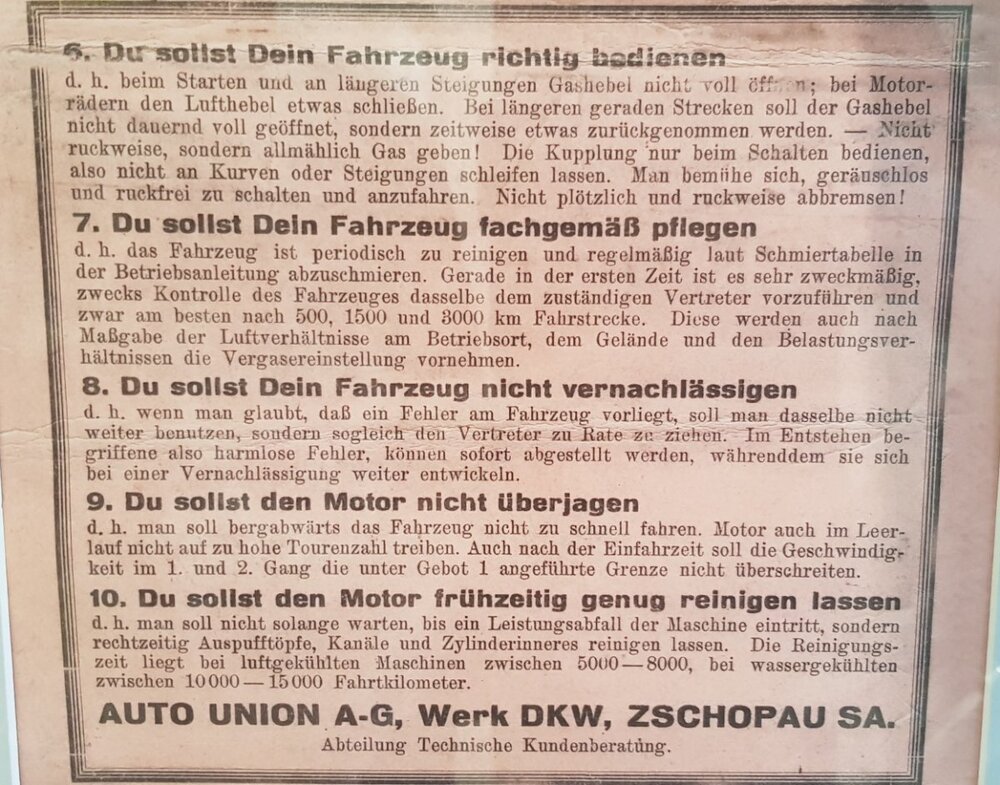 6. Du sollst Dein Fahrzeug richtig bedienen
d. h. beim Starten und an längeren Steigungen Gashebel nicht voll öffnen; bei Motor-
rädern den Lufthebel etwas schließen. Bei längeren geraden Strecken soll der Gashebel
nicht dauernd voll geöffnet, sondern zeitweise etwas zurückgenommen werden. — Nicht
ruckweise, sondern allmählich Gas geben! Die Kupplung nur beim Schalten bedienen,
also nicht an Kurven oder Steigungen schleifen lassen. Man bemühe sich, geräuschlos
und ruckfrei zu schalten und anzufahren. Nicht plötzlich und ruckweise abbremsen!
7. Du sollst Dein Fahrzeug fachgemäß pflegen
d. h. das Fahrzeug ist periodisch zu reinigen und regelmäßig laut Schmiertabelle in
der Betriebsanleitung abzuschmieren. Gerade in der ersten Zeit ist es sehr zweckmäßig,
zwecks Kontrolle des Fahrzeuges dasselbe dem zuständigen Vertreter vorzuführen und
zwar am besten nach 500, 1500 und 3000 km Fahrstrecke. Diese werden auch nach
Maßgabe der Luftverhältnisse am Betriebsort, dem Gelände und den Belastungsver-
hältnissen die Vergasereinstellung vornehmen.
8. Du sollst Dein Fahrzeug nicht vernachlässigen
d. h. wenn man glaubt, daß ein Fehler am Fahrzeug vorliegt, soll man dasselbe nicht
weiter benutzen, sondern sogleich den Vertreter zu Rate zu ziehen. Im Entstehen be-
griffene also harmlose Fehler, können sofort abgestellt werden, währenddem sie sich
bei einer Vernachlässigung weiter entwickeln.
9. Du sollst den Motor nicht überjagen
d. h. man soll bergabwärts das Fahrzeug nicht zu schnell fahren. Motor auch im Leer-
lauf nicht auf zu hohe Tourenzahl treiben. Auch nach der Einfahrzeit soll die Geschwindig-
keit im 1. und 2. Gang die unter Gebot 1 angeführte Grenze nicht überschreiten.
10. Du sollst den Motor frühzeitig genug reinigen lassen
d. h. man soll nicht solange warten, bis ein Leistungsabfall der Maschine eintritt, sondern
rechtzeitig Auspufftöpfe, Kanäle und Zylinderinneres reinigen lassen. Die Reinigungs-
zeit liegt bei luftgekühlten Maschinen zwischen 5000—8000, bei wassergekühlten
zwischen 10000—15000 Fahrtkilometer.
AUTO UNION A-G, Werk DKW, ZSCHOPAU SA.
Abteilung Technische Kundenberatung.